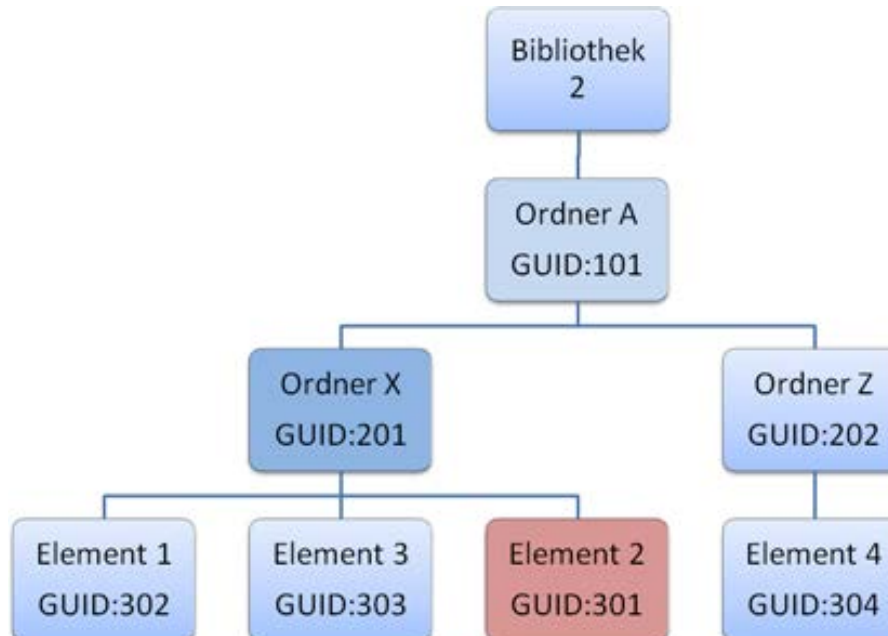 Bibliothek
2
Ordner A
GUID:101
Ordner X
GUID:201
Ordner Z
GUID:202
Element 1
GUID:302
Element 3
GUID:303
Element 2
GUID:301
Element 4
GUID:304